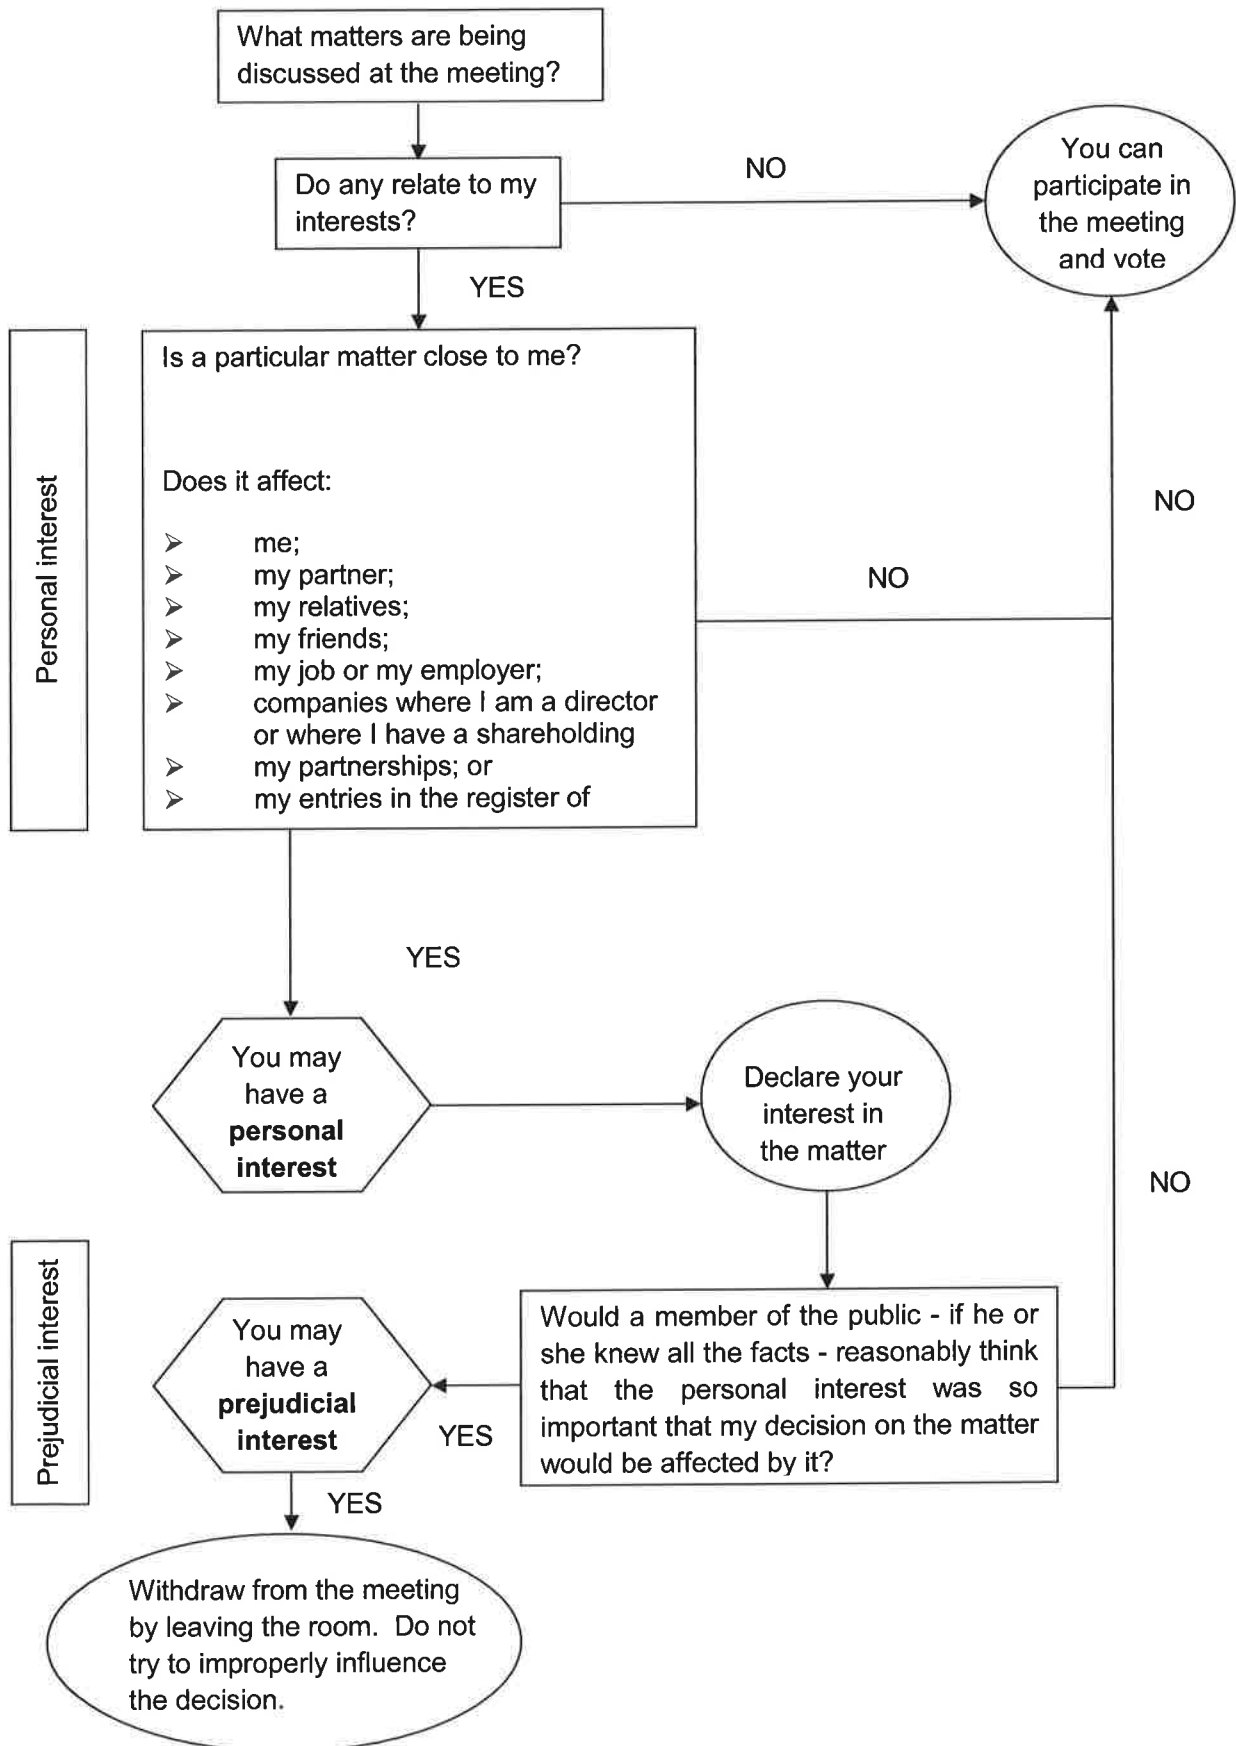 What matters are being
discussed at the meeting?
Do any relate to my
interests?
NO
You can
participate in
the meeting
and vote
YES
Personal interest
Is a particular matter close to me?
Does it affect:
➢ me;
➢ my partner;
➢ my relatives;
➢ my friends;
➢ my job or my employer;
➢ companies where I am a director
or where I have a shareholding
➢ my partnerships; or
➢ my entries in the register of
NO
NO
YES
You may
have a
personal
interest
Declare your
interest in
the matter
NO
Prejudicial interest
You may
have a
prejudicial
interest
YES
Would a member of the public - if he or
she knew all the facts - reasonably think
that the personal interest was so
important that my decision on the matter
would be affected by it?
YES
Withdraw from the meeting
by leaving the room. Do not
try to improperly influence
the decision.